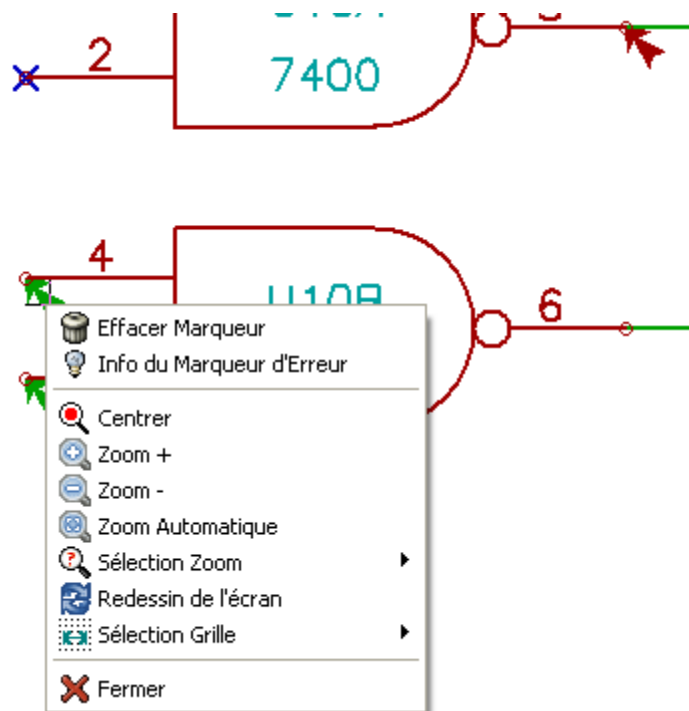 2
7400
4
6
Effacer Marqueur
Info du Marqueur d'Erreur
Centrer
Zoom +
Zoom -
Zoom Automatique
Sélection Zoom
Redessin de l'écran
Sélection Grille
Fermer